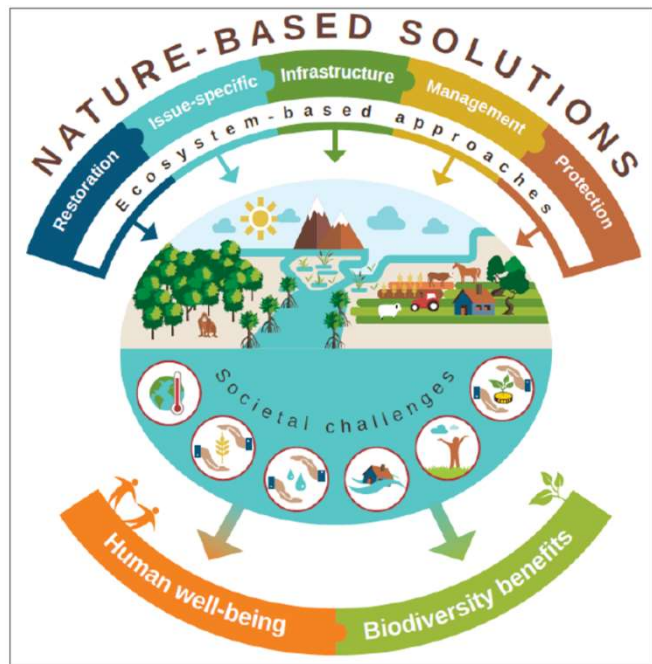 NATURE-BASED SOLUTIONS
Restoration
Issue-specific
Infrastructure
Management
Protection
Ecosystem-based approaches
Societal challenges
Human well-being
Biodiversity benefits